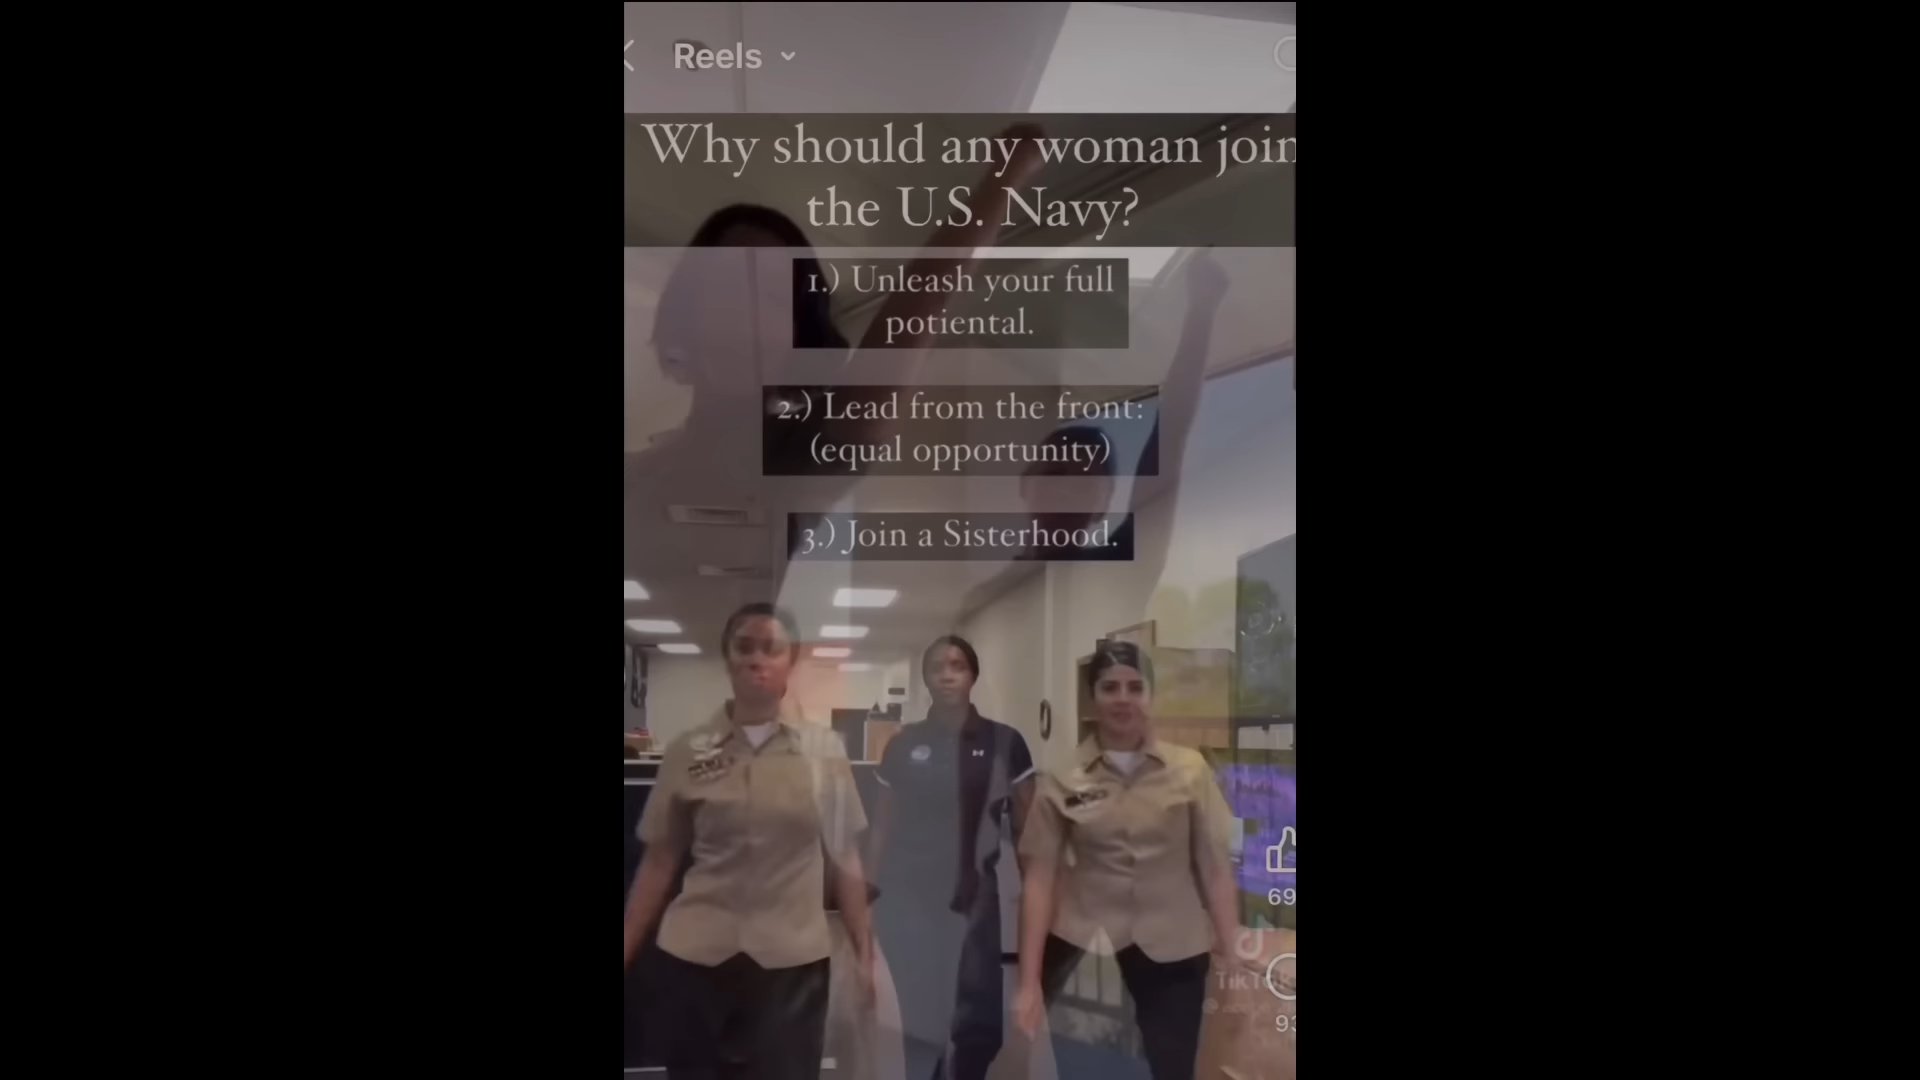 Reels
Why should any woman join
the U.S. Navy?
1.) Unleash your full
potiental.
2.) Lead from the front:
(equal opportunity)
3.) Join a Sisterhood.
69
TikTok
93